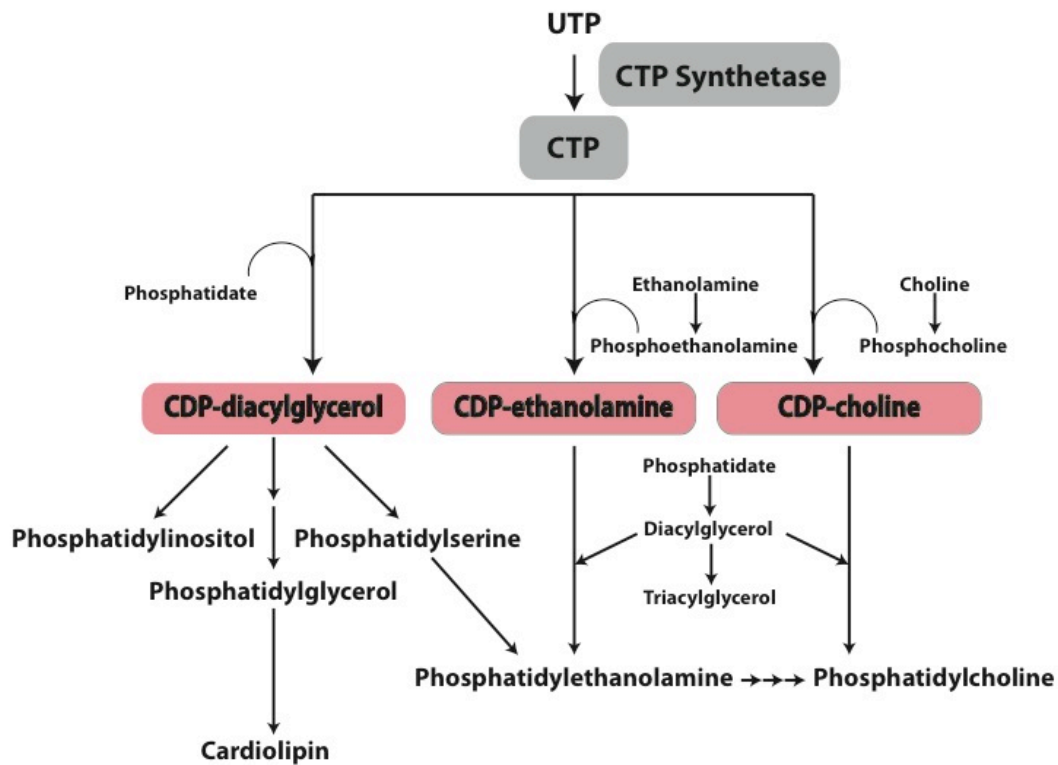 UTP
CTP Synthetase
CTP
Phosphatidate
Ethanolamine
Choline
Phosphoethanolamine
Phosphocholine
CDP-diacylglycerol
CDP-ethanolamine
CDP-choline
Phosphatidate
Phosphatidylinositol
Phosphatidylserine
Diacylglycerol
Phosphatidylglycerol
Triacylglycerol
Phosphatidylethanolamine
Phosphatidylcholine
Cardiolipin